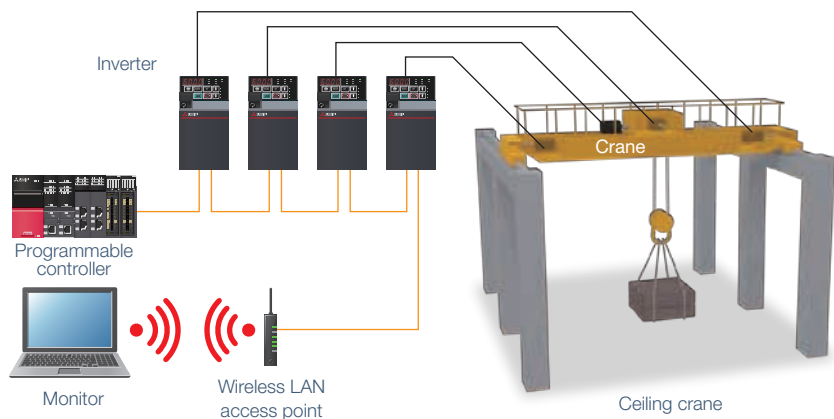 Inverter
Crane
Programmable
controller
Monitor
Wireless LAN
access point
Ceiling crane